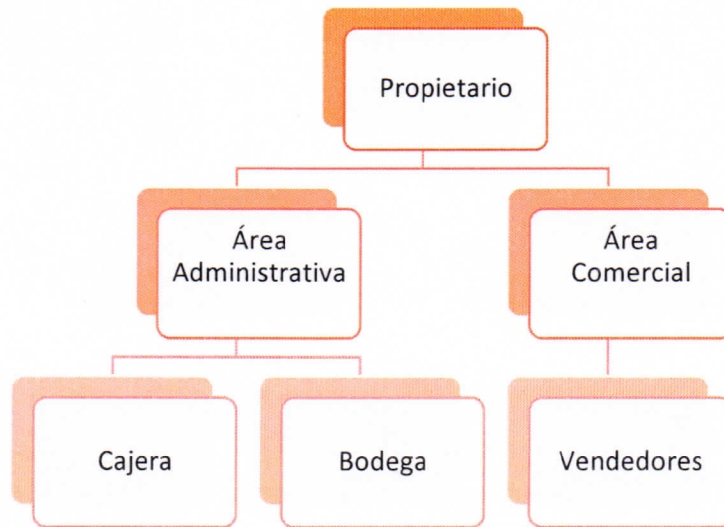 Propietario
Área
Administrativa
Área
Comercial
Cajera
Bodega
Vendedores